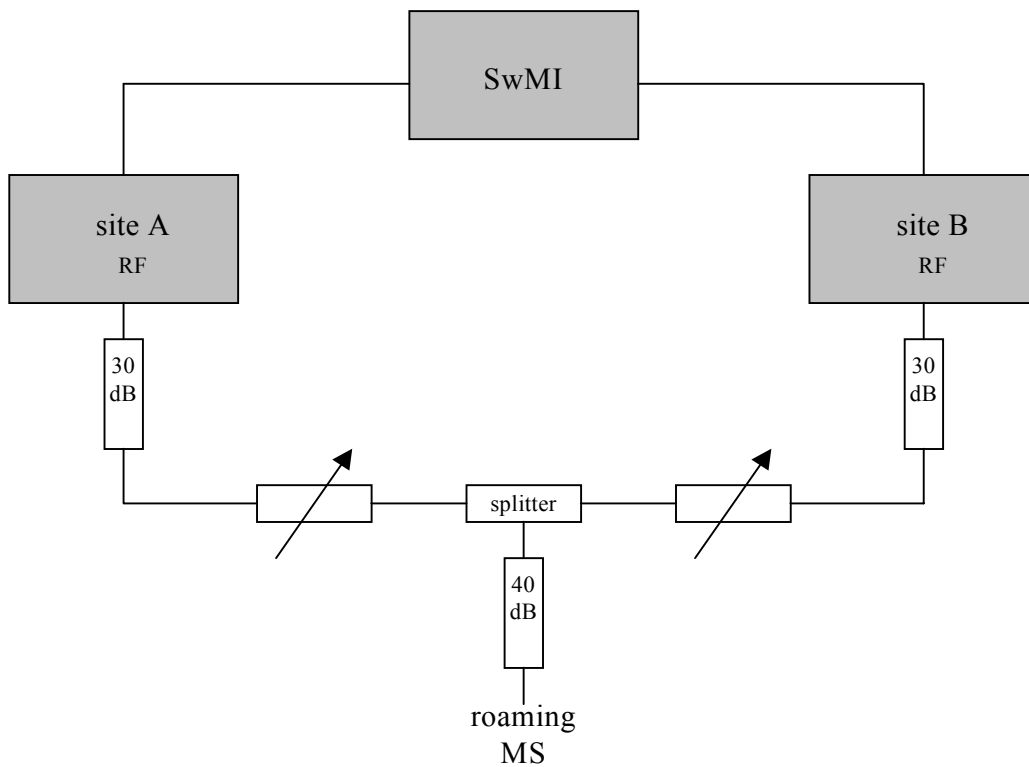 SwMI
site A
RF
site B
RF
30
dB
30
dB
splitter
40
dB
roaming
MS